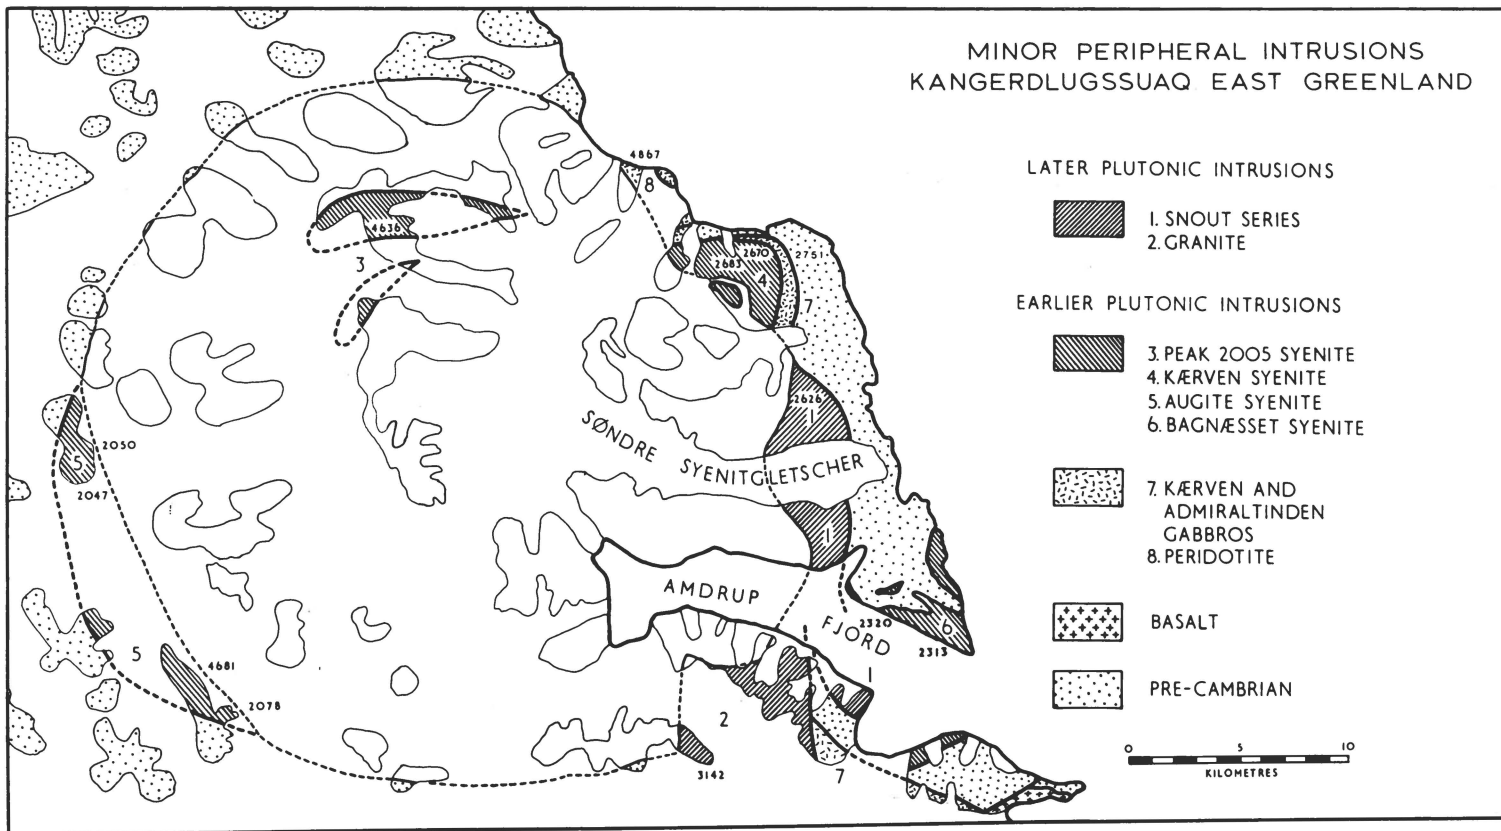 MINOR PERIPHERAL INTRUSIONS
KANGERDLUGSSUAQ EAST GREENLAND
LATER PLUTONIC INTRUSIONS
1. SNOUT SERIES
2. GRANITE
EARLIER PLUTONIC INTRUSIONS
3. PEAK 2005 SYENITE
4. KÆRVEN SYENITE
5. AUGITE SYENITE
6. BAGNÆSSET SYENITE
7. KÆRVEN AND
ADMIRALTINDEN
GABBROS
8. PERIDOTITE
BASALT
PRE-CAMBRIAN
0 5 10
KILOMETRES
4867
8
4636
3
2670
2683
4
2751
7
2626
1
SØNDRE SYENITGLETSCHER
2050
5
2047
1
AMDRUP FJORD
2320
6
2313
5
4681
2078
1
2
3142
7